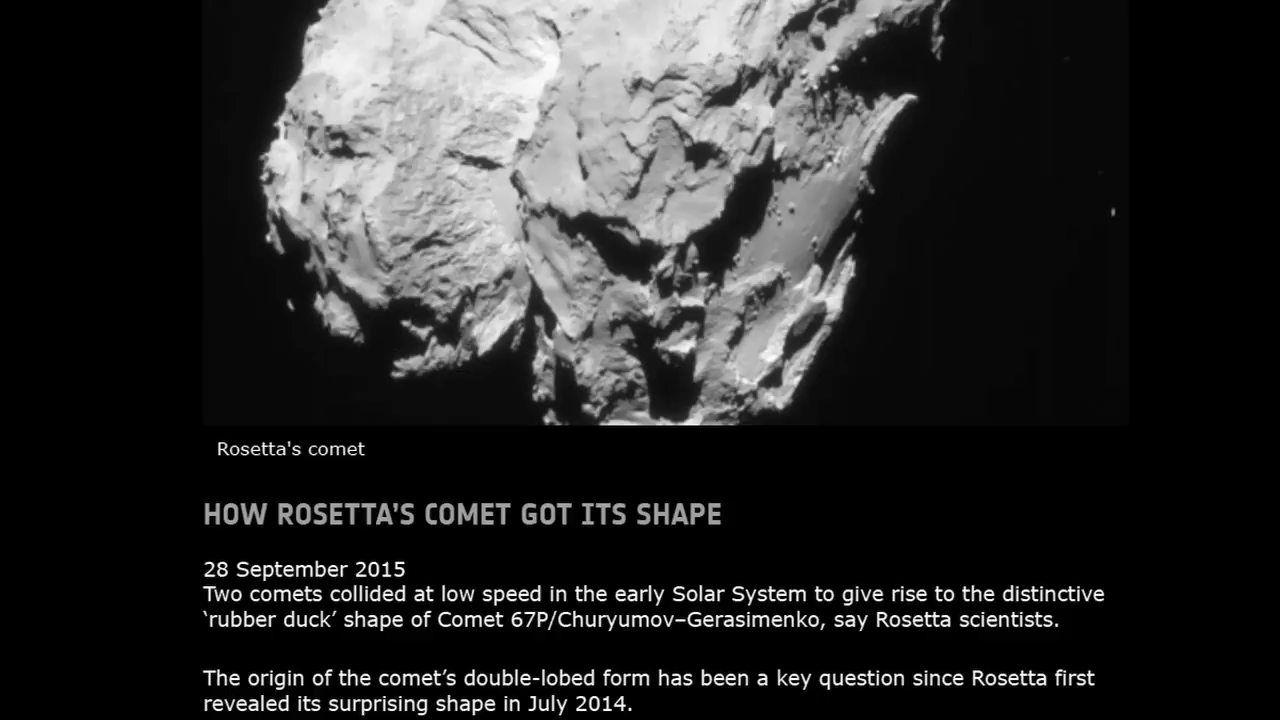 Rosetta's comet
HOW ROSETTA’S COMET GOT ITS SHAPE
28 September 2015
Two comets collided at low speed in the early Solar System to give rise to the distinctive
‘rubber duck’ shape of Comet 67P/Churyumov–Gerasimenko, say Rosetta scientists.
The origin of the comet’s double-lobed form has been a key question since Rosetta first
revealed its surprising shape in July 2014.